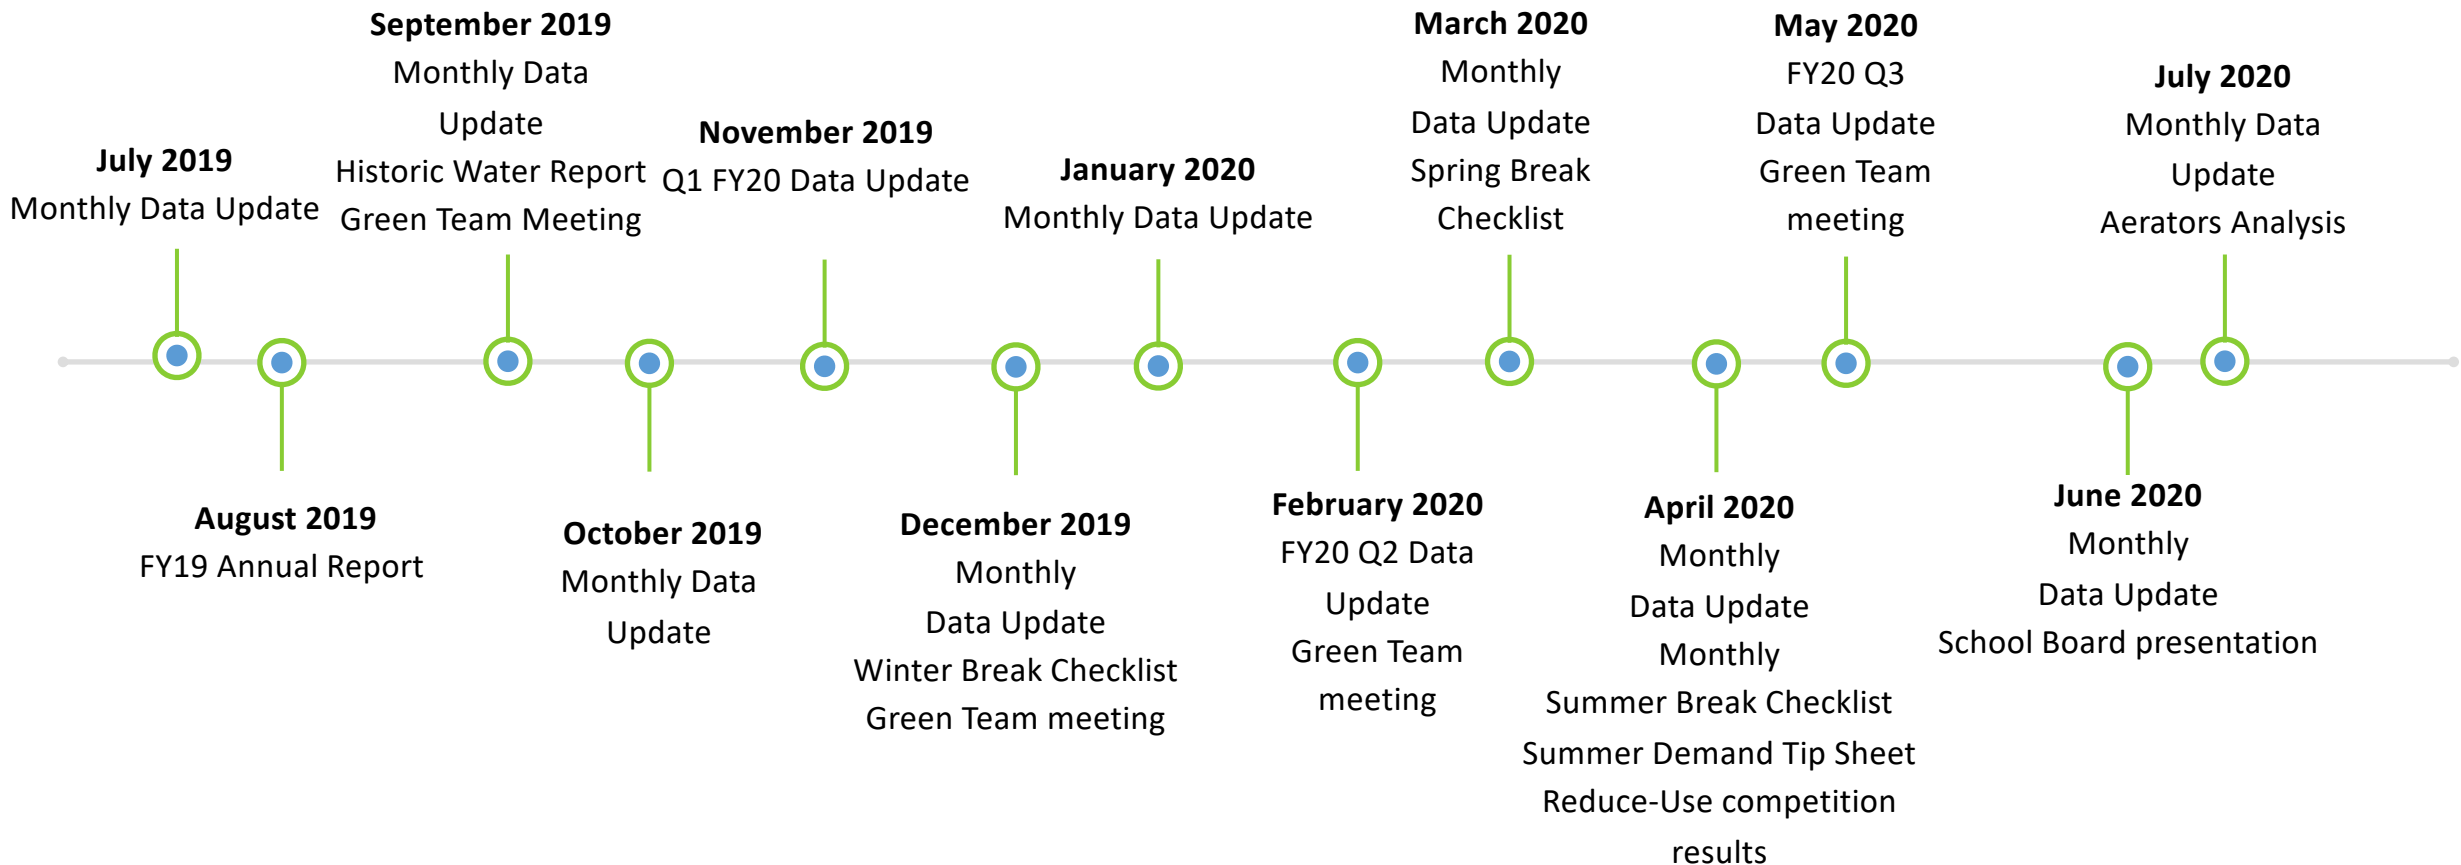 July 2019
Monthly Data Update
August 2019
FY19 Annual Report
September 2019
Monthly Data
Update
Historic Water Report
Green Team Meeting
October 2019
Monthly Data
Update
November 2019
Q1 FY20 Data Update
December 2019
Monthly
Data Update
Winter Break Checklist
Green Team meeting
January 2020
Monthly Data Update
February 2020
FY20 Q2 Data
Update
Green Team
meeting
March 2020
Monthly
Data Update
Spring Break
Checklist
April 2020
Monthly
Data Update
Monthly
Summer Break Checklist
Summer Demand Tip Sheet
Reduce-Use competition
results
May 2020
FY20 Q3
Data Update
Green Team
meeting
June 2020
Monthly
Data Update
School Board presentation
July 2020
Monthly Data
Update
Aerators Analysis